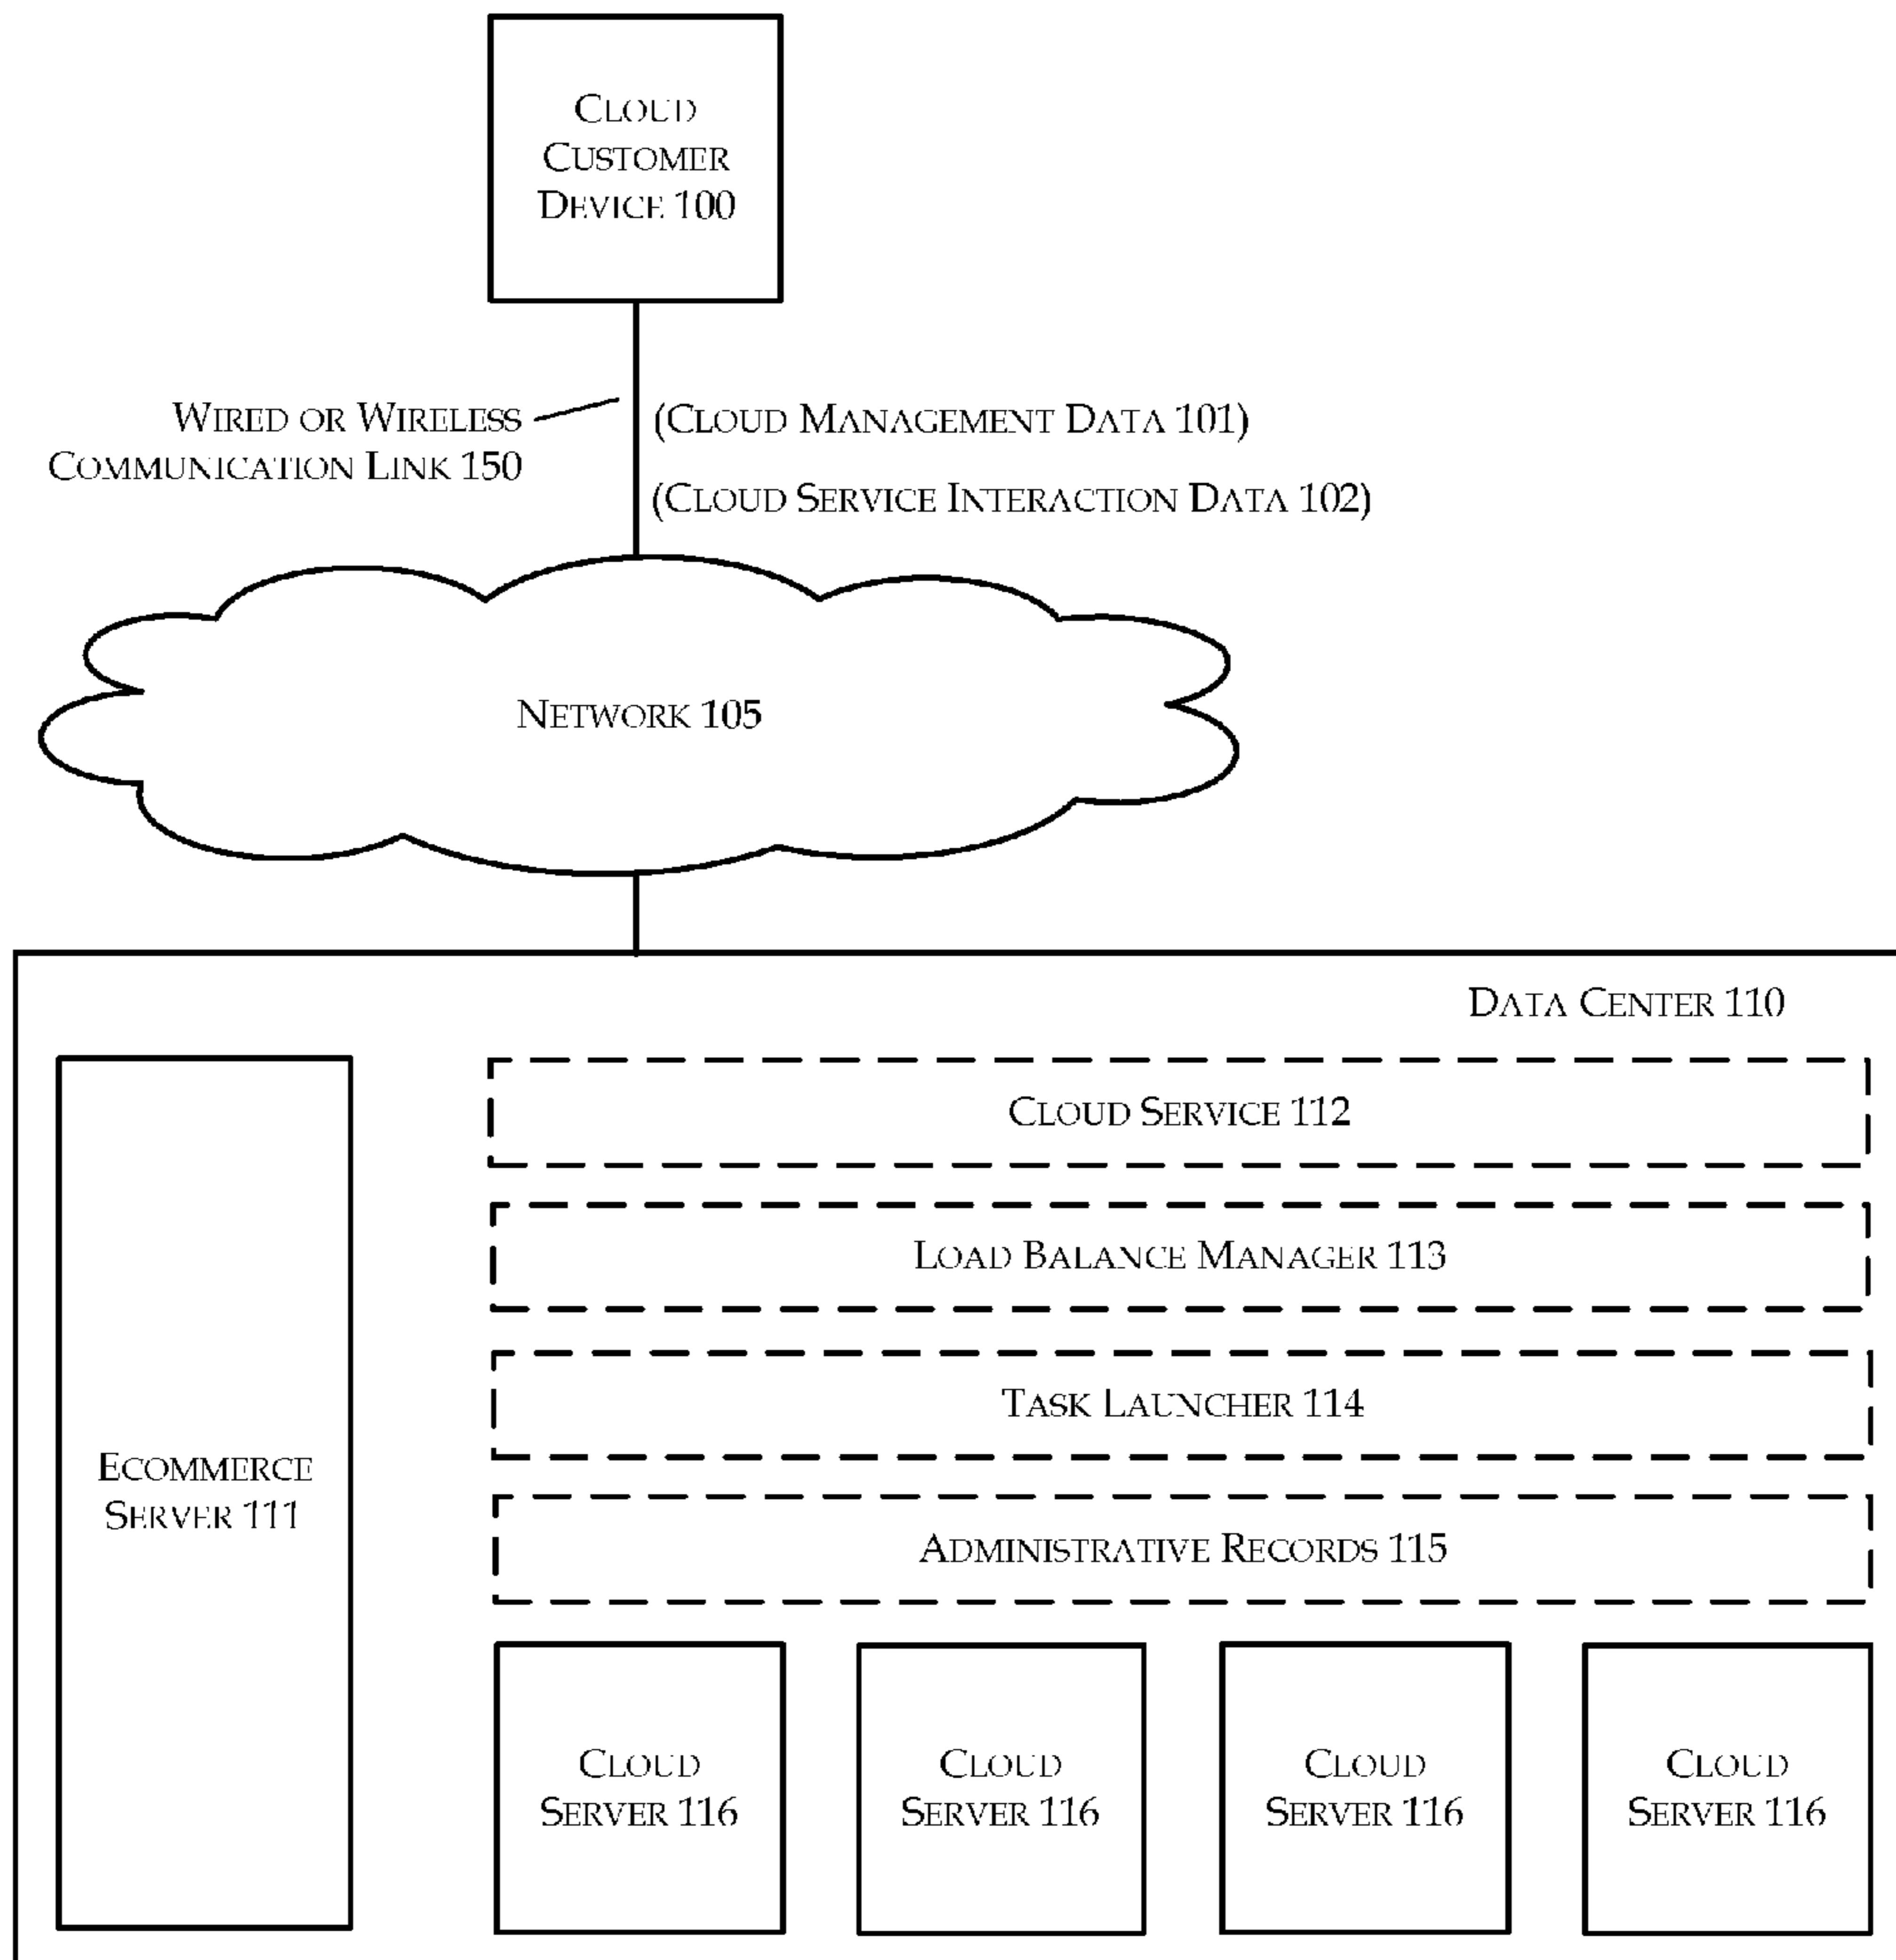 CLOUD
CUSTOMER
DEVICE 100
WIRED OR WIRELESS
COMMUNICATION LINK 150
(CLOUD MANAGEMENT DATA 101)
(CLOUD SERVICE INTERACTION DATA 102)
NETWORK 105
DATA CENTER 110
CLOUD SERVICE 112
LOAD BALANCE MANAGER 113
TASK LAUNCHER 114
ECOMMERCE
SERVER 111
ADMINISTRATIVE RECORDS 115
CLOUD
SERVER 116
CLOUD
SERVER 116
CLOUD
SERVER 116
CLOUD
SERVER 116